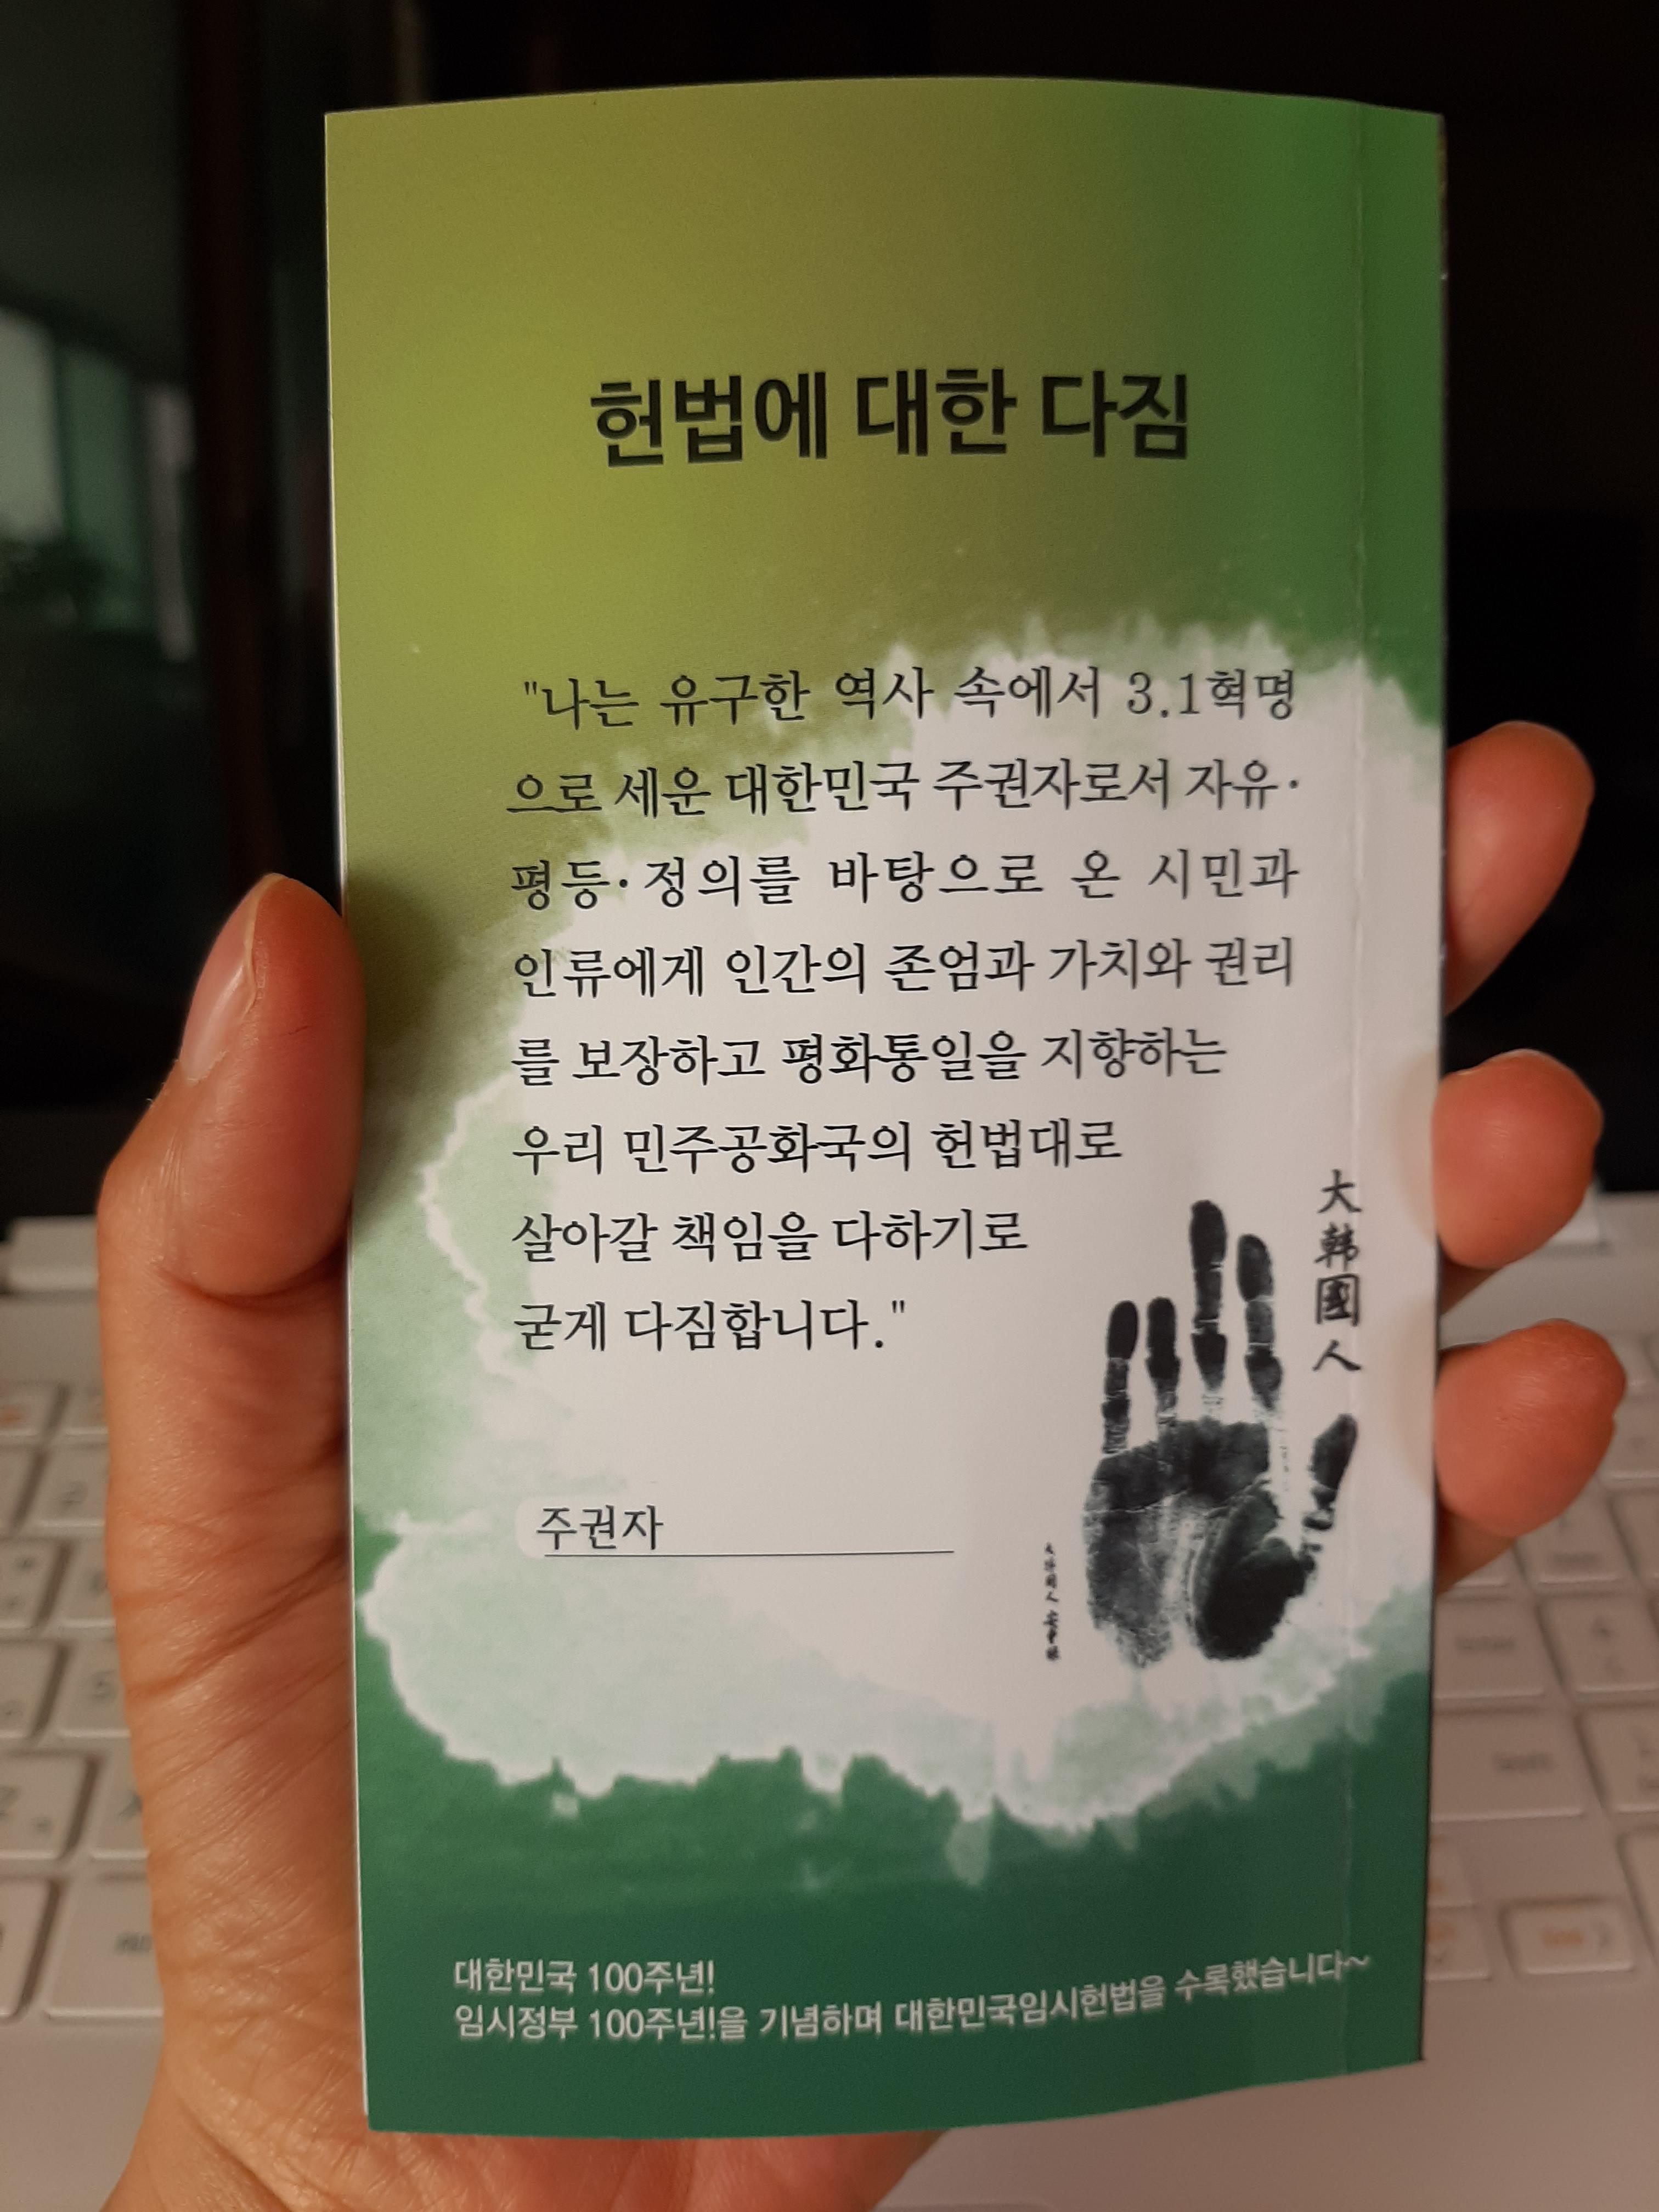 헌법에 대한 다짐
"나는 유구한 역사 속에서 3.1혁명
으로 세운 대한민국 주권자로서 자유·
평등·정의를 바탕으로 온 시민과
인류에게 인간의 존엄과 가치와 권리
를 보장하고 평화통일을 지향하는
우리 민주공화국의 헌법대로
살아갈 책임을 다하기로
굳게 다짐합니다."
大韩國人
주권자
대한민국 100주년!
임시정부 100주년!을 기념하며 대한민국임시헌법을 수록했습니다~